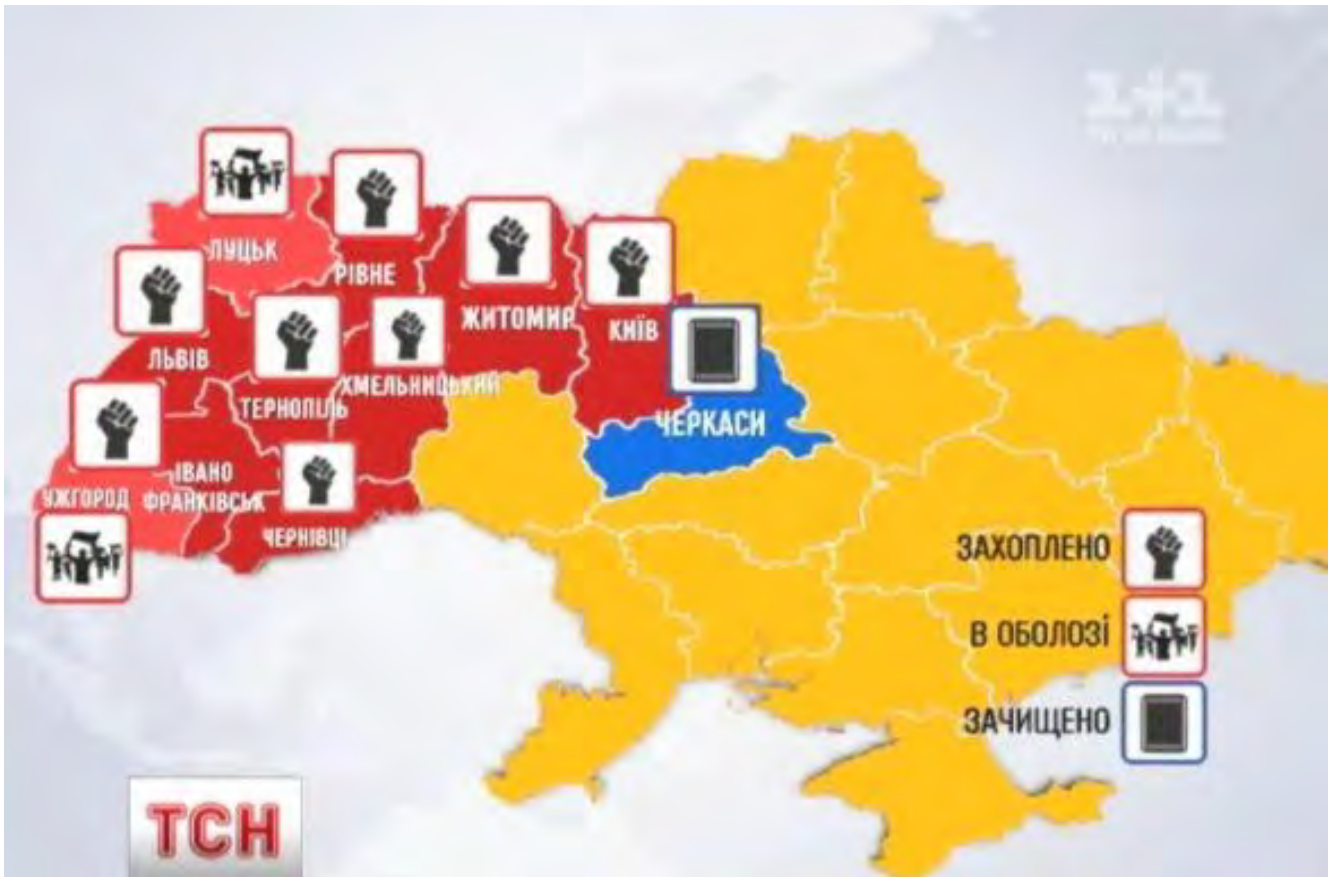 1+1
ЛУЦЬК
РІВНЕ
ЖИТОМИР
КИЇВ
ЛЬВІВ
ТЕРНОПІЛЬ
ХМЕЛЬНИЦЬКИЙ
ЧЕРКАСИ
УЖГОРОД
ІВАНО
ФРАНКІВСЬК
ЧЕРНІВЦІ
ЗАХОПЛЕНО
В ОБОЛОЗІ
ЗАЧИЩЕНО
ТСН